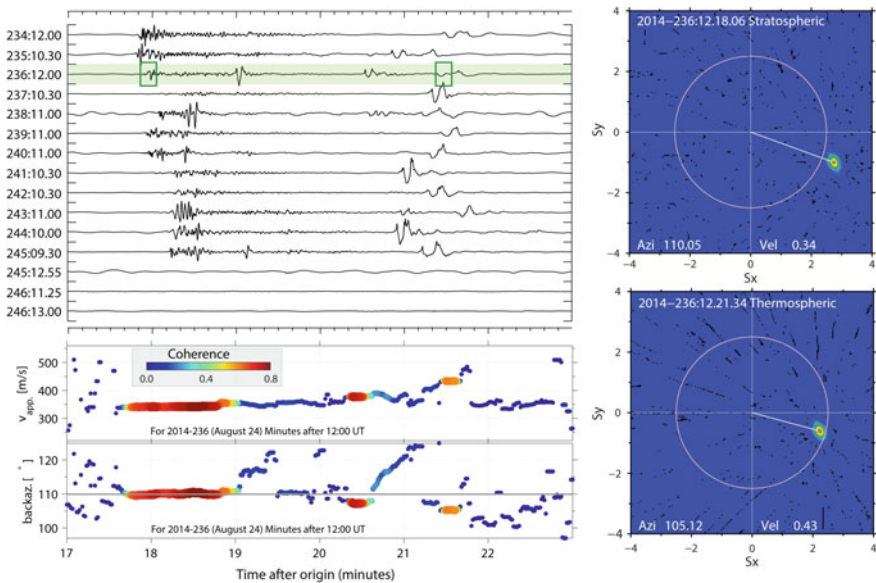 234:12.00
235:10.30
236:12.00
237:10.30
238:11.00
239:11.00
240:11.00
241:10.30
242:10.30
243:11.00
244:10.00
245:09.30
245:12.55
246:11.25
246:13.00
500
400
300
v app. [m/s]
Coherence
0.0 0.4 0.8
For 2014-236 (August 24) Minutes after 12:00 UT
120
110
100
backaz. [ ° ]
For 2014-236 (August 24) Minutes after 12:00 UT
17 18 19 20 21 22
Time after origin (minutes)
2014−236:12.18.06 Stratospheric
4
2
0
−2
−4
Sy
Azi 110.05 Vel 0.34
−4 −2 0 2 4
Sx
2014−236:12.21.34 Thermospheric
4
2
0
−2
−4
Sy
Azi 105.12 Vel 0.43
−4 −2 0 2 4
Sx